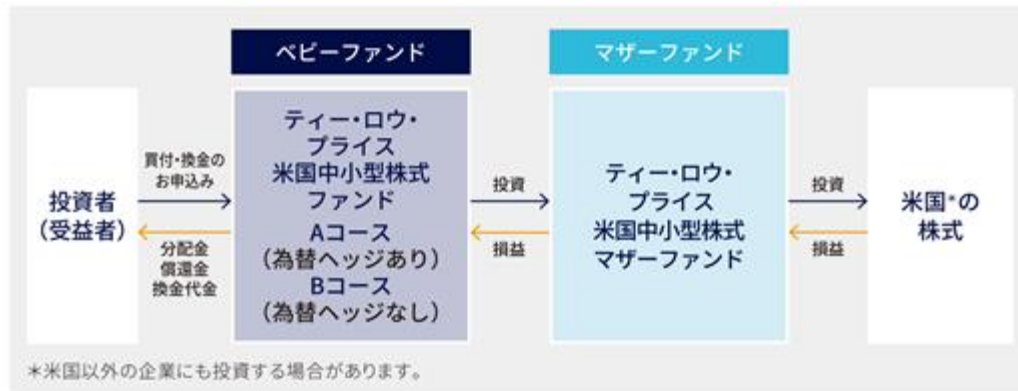 ベビーファンド
マザーファンド
投資者
（受益者）
買付・換金の
お申込み
分配金
償還金
換金代金
ティー・ロウ・
プライス
米国中小型株式
ファンド
Aコース
（為替ヘッジあり）
Bコース
（為替ヘッジなし）
投資
損益
ティー・ロウ・
プライス
米国中小型株式
マザーファンド
投資
損益
米国*の
株式
＊米国以外の企業にも投資する場合があります。